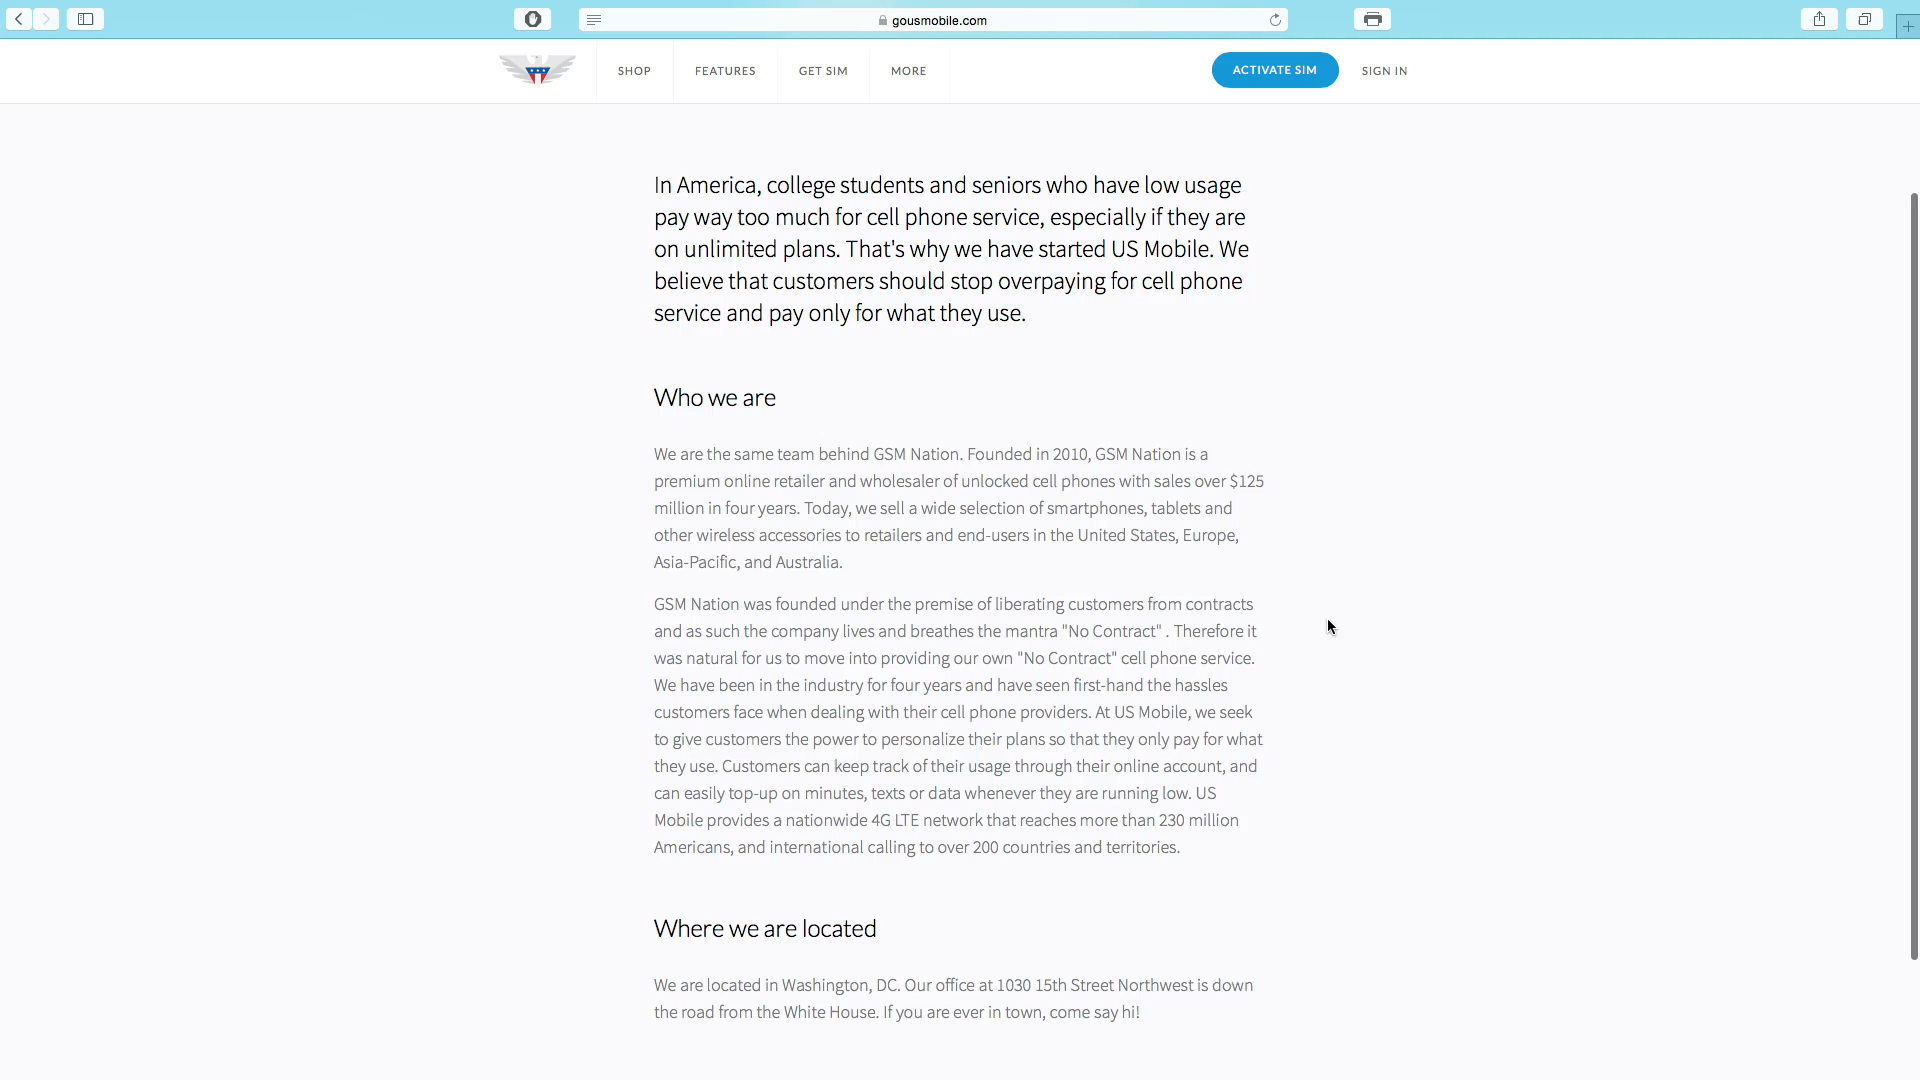 gousmobile.com
SHOP
FEATURES
GET SIM
MORE
ACTIVATE SIM
SIGN IN
In America, college students and seniors who have low usage
pay way too much for cell phone service, especially if they are
on unlimited plans. That's why we have started US Mobile. We
believe that customers should stop overpaying for cell phone
service and pay only for what they use.
Who we are
We are the same team behind GSM Nation. Founded in 2010, GSM Nation is a
premium online retailer and wholesaler of unlocked cell phones with sales over $125
million in four years. Today, we sell a wide selection of smartphones, tablets and
other wireless accessories to retailers and end-users in the United States, Europe,
Asia-Pacific, and Australia.
GSM Nation was founded under the premise of liberating customers from contracts
and as such the company lives and breathes the mantra "No Contract" . Therefore it
was natural for us to move into providing our own "No Contract" cell phone service.
We have been in the industry for four years and have seen first-hand the hassles
customers face when dealing with their cell phone providers. At US Mobile, we seek
to give customers the power to personalize their plans so that they only pay for what
they use. Customers can keep track of their usage through their online account, and
can easily top-up on minutes, texts or data whenever they are running low. US
Mobile provides a nationwide 4G LTE network that reaches more than 230 million
Americans, and international calling to over 200 countries and territories.
Where we are located
We are located in Washington, DC. Our office at 1030 15th Street Northwest is down
the road from the White House. If you are ever in town, come say hi!